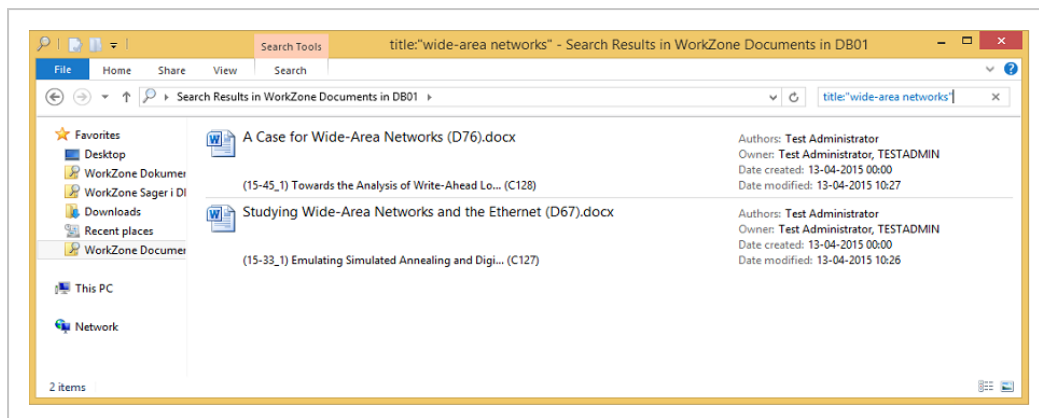 Search Tools
title:"wide-area networks" - Search Results in WorkZone Documents in DB01
File Home Share View Search
Search Results in WorkZone Documents in DB01
title:"wide-area networks"
Favorites
Desktop
WorkZone Dokumer
WorkZone Sager i DI
Downloads
Recent places
WorkZone Documer
This PC
Network
A Case for Wide-Area Networks (D76).docx
(15-45_1) Towards the Analysis of Write-Ahead Lo... (C128)
Authors: Test Administrator
Owner: Test Administrator, TESTADMIN
Date created: 13-04-2015 00:00
Date modified: 13-04-2015 10:27
Studying Wide-Area Networks and the Ethernet (D67).docx
(15-33_1) Emulating Simulated Annealing and Digi... (C127)
Authors: Test Administrator
Owner: Test Administrator, TESTADMIN
Date created: 13-04-2015 00:00
Date modified: 13-04-2015 10:26
2 items